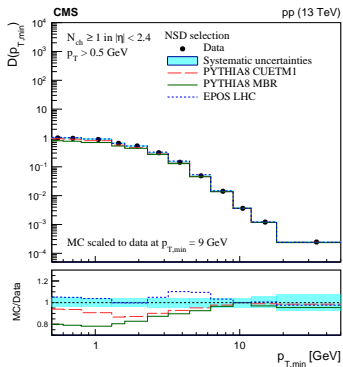 CMS pp (13 TeV)
D(p_T,min)
N_ch ≥ 1 in |η| < 2.4
p_T > 0.5 GeV
NSD selection
Data
Systematic uncertainties
PYTHIA8 CUETM1
PYTHIA8 MBR
EPOS LHC
10^4
10^3
10^2
10
1
10^−1
10^−2
10^−3
10^−4
MC scaled to data at p_T,min = 9 GeV
MC/Data
1.2
1
0.8
1 10
p_T,min [GeV]